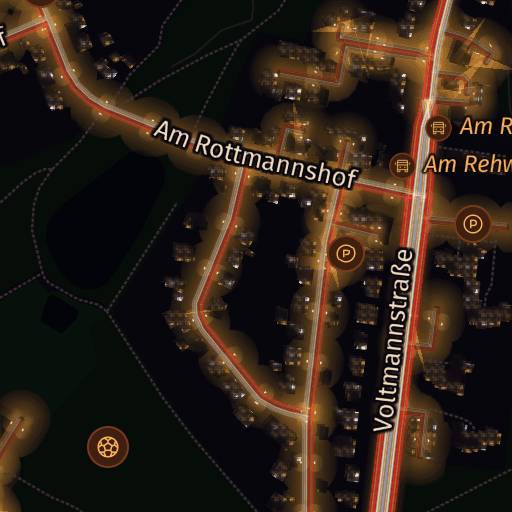 Am R
Am Rottmannshof
Am Rehw
P
P
Voltmannstraße